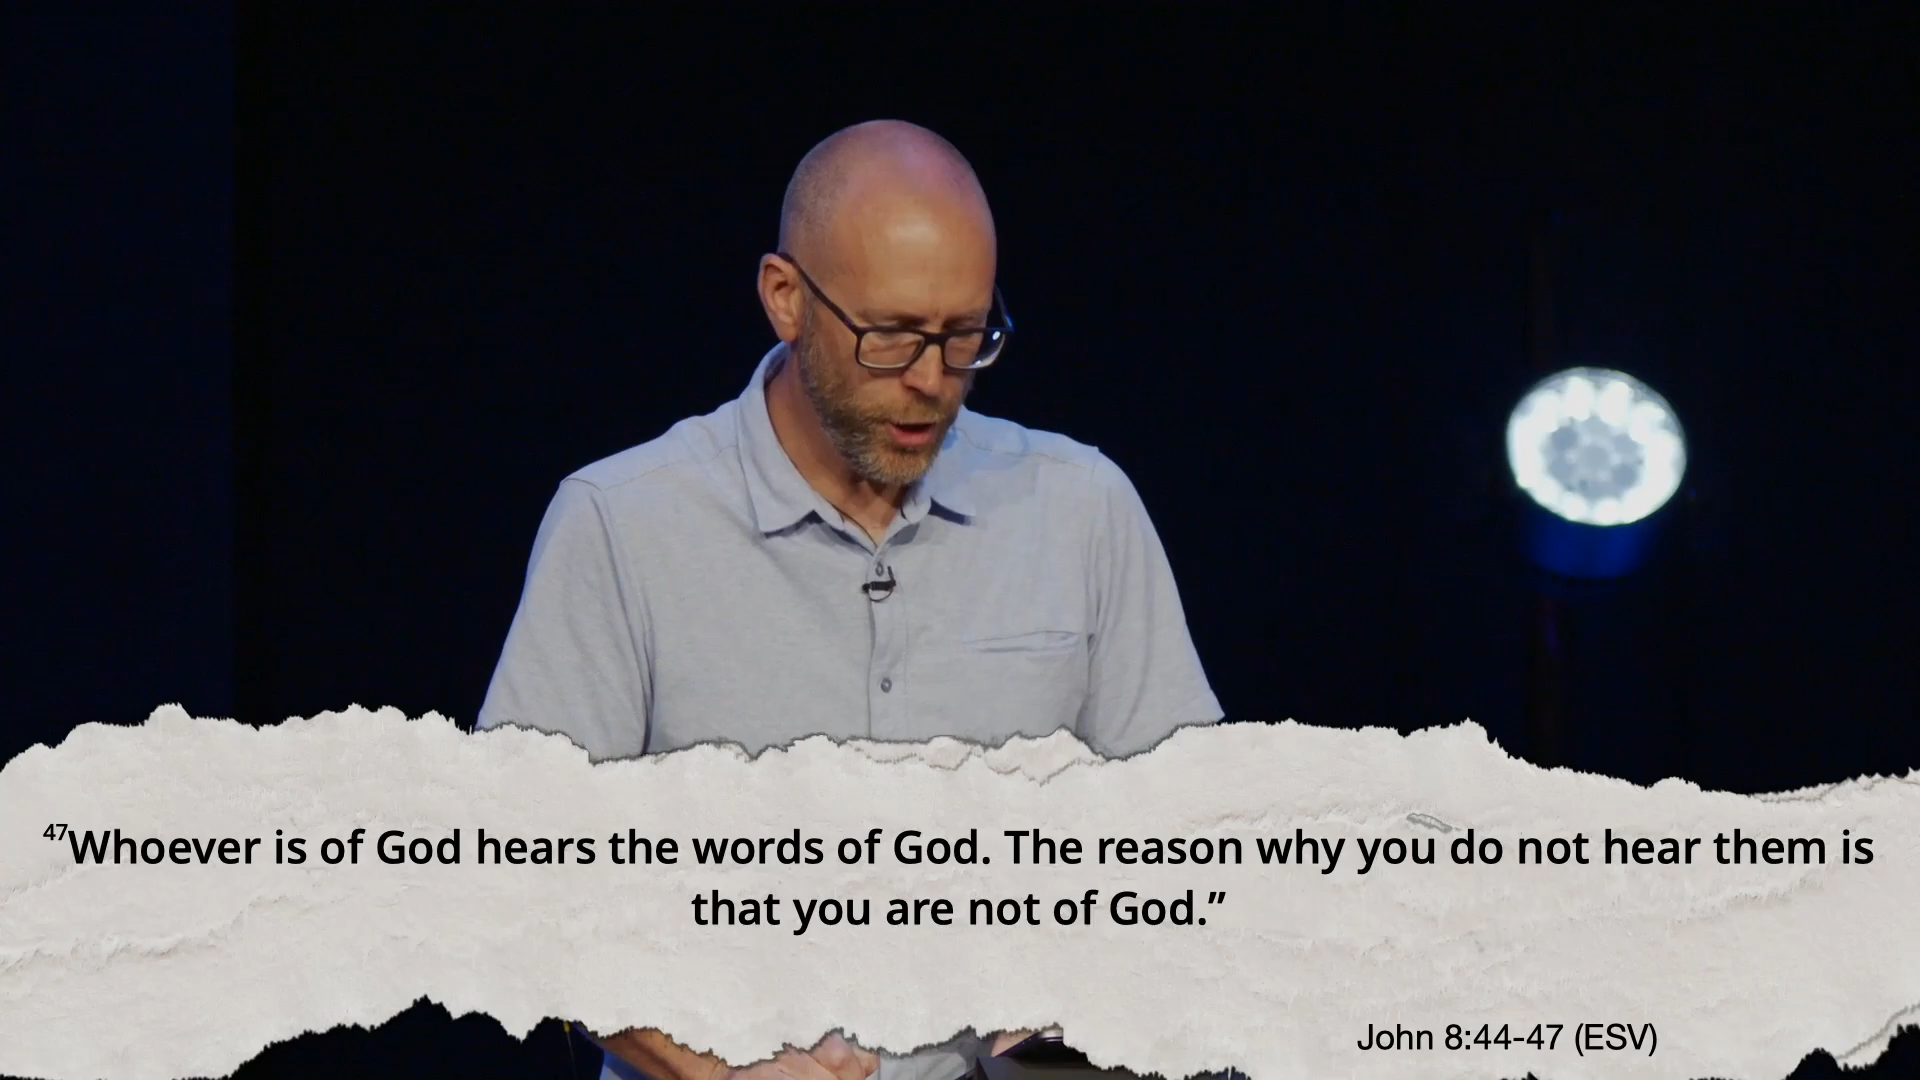 47Whoever is of God hears the words of God. The reason why you do not hear them is
that you are not of God.”
John 8:44-47 (ESV)